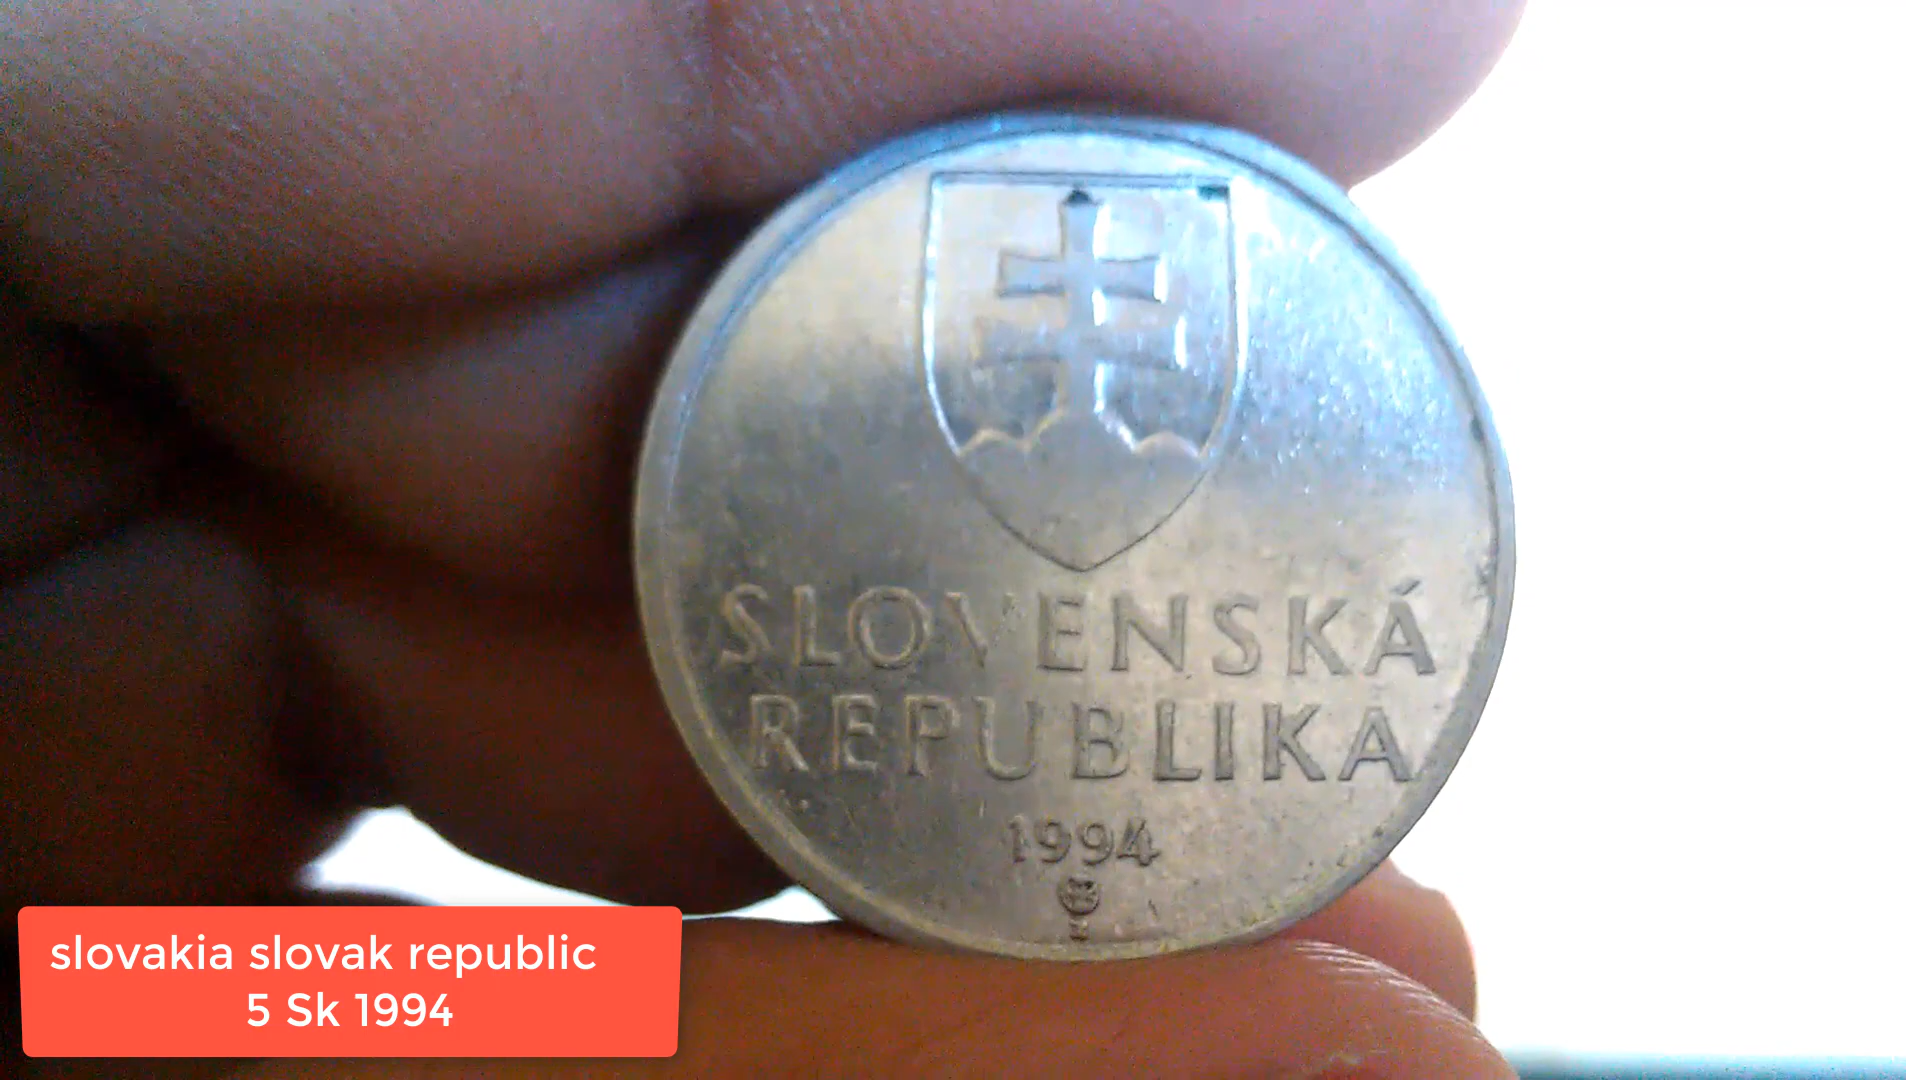 SLOVENSKÁ
REPUBLIKA
1994
slovakia slovak republic
5 Sk 1994